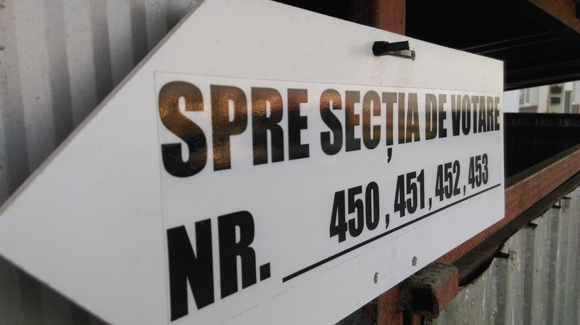 SPRE SECȚIA DE VOTARE
NR. 450, 451, 452, 453